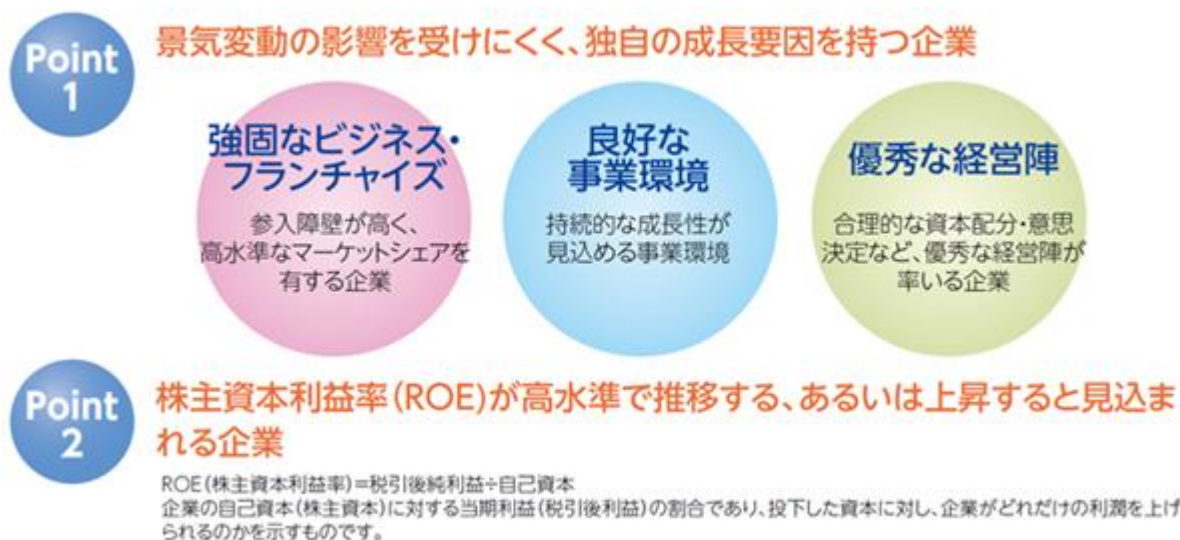 Point
1
景気変動の影響を受けにくく、独自の成長要因を持つ企業
強固なビジネス・
フランチャイズ
参入障壁が高く、
高水準なマーケットシェアを
有する企業
良好な
事業環境
持続的な成長性が
見込める事業環境
優秀な経営陣
合理的な資本配分・意思
決定など、優秀な経営陣が
率いる企業
Point
2
株主資本利益率(ROE)が高水準で推移する、あるいは上昇すると見込ま
れる企業
ROE(株主資本利益率)=税引後純利益÷自己資本
企業の自己資本(株主資本)に対する当期利益(税引後利益)の割合であり、投下した資本に対し、企業がどれだけの利潤を上げ
られるのかを示すものです。